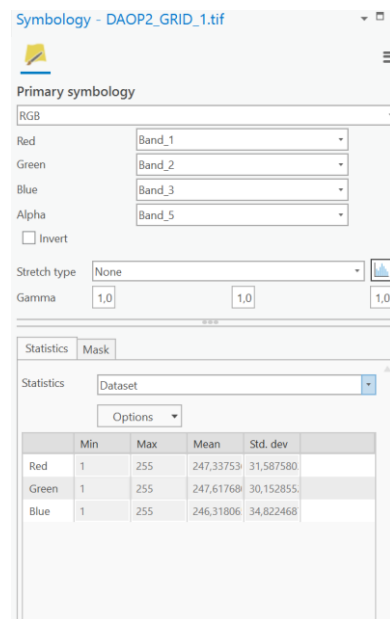 Symbology - DAOP2_GRID_1.tif
Primary symbology
RGB
Red Band_1
Green Band_2
Blue Band_3
Alpha Band_5
Invert
Stretch type None
Gamma 1,0 1,0 1,0
Statistics Mask
Statistics Dataset
Options
Min Max Mean Std. dev
Red 1 255 247,33753 31,587580
Green 1 255 247,61768 30,152855
Blue 1 255 246,31806 34,822468